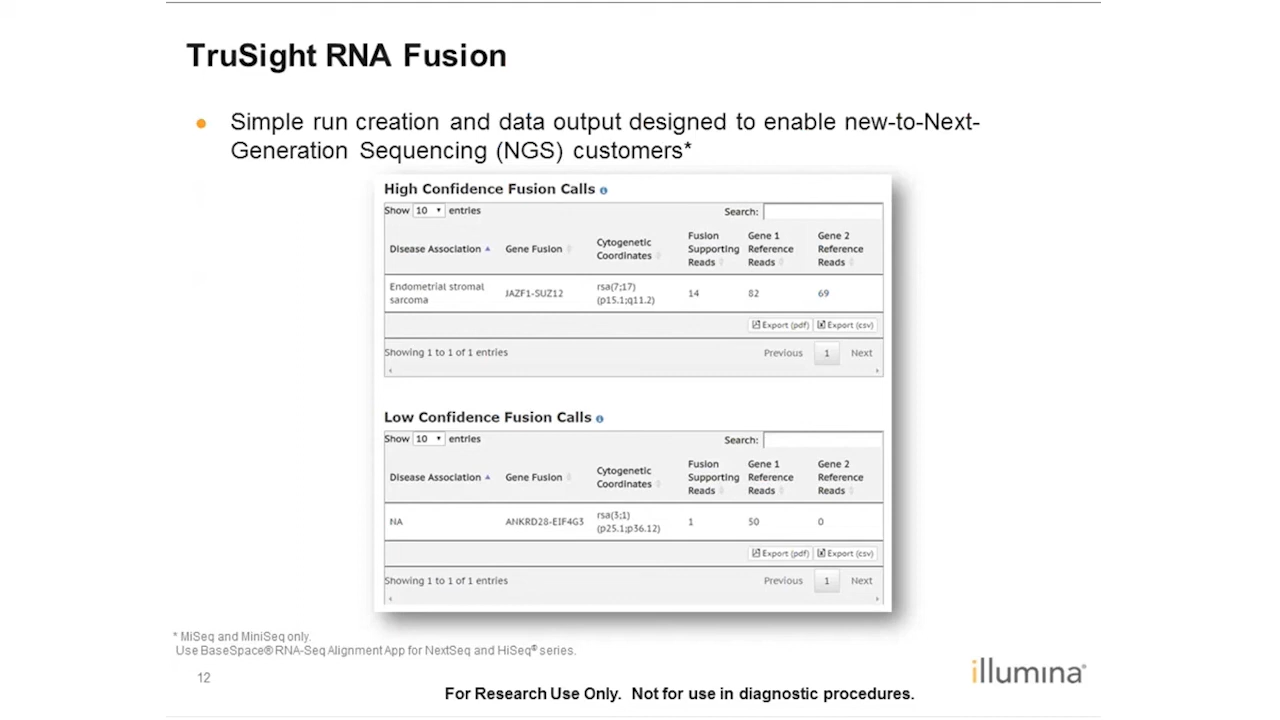 TruSight RNA Fusion
• Simple run creation and data output designed to enable new-to-Next-
Generation Sequencing (NGS) customers*
High Confidence Fusion Calls
Show 10 entries Search:
Disease Association Gene Fusion Cytogenetic Coordinates Fusion Supporting Reads Gene 1 Reference Reads Gene 2 Reference Reads
Endometrial stromal sarcoma JAZF1-SUZ12 rsa(7;17)(p15.1;q11.2) 14 82 69
Export (pdf) Export (csv)
Showing 1 to 1 of 1 entries Previous 1 Next
Low Confidence Fusion Calls
Show 10 entries Search:
Disease Association Gene Fusion Cytogenetic Coordinates Fusion Supporting Reads Gene 1 Reference Reads Gene 2 Reference Reads
NA ANKRD28-EIF4G3 rsa(3;1)(p25.1;p36.12) 1 50 0
Export (pdf) Export (csv)
Showing 1 to 1 of 1 entries Previous 1 Next
* MiSeq and MiniSeq only.
Use BaseSpace® RNA-Seq Alignment App for NextSeq and HiSeq® series.
12
illumina®
For Research Use Only. Not for use in diagnostic procedures.